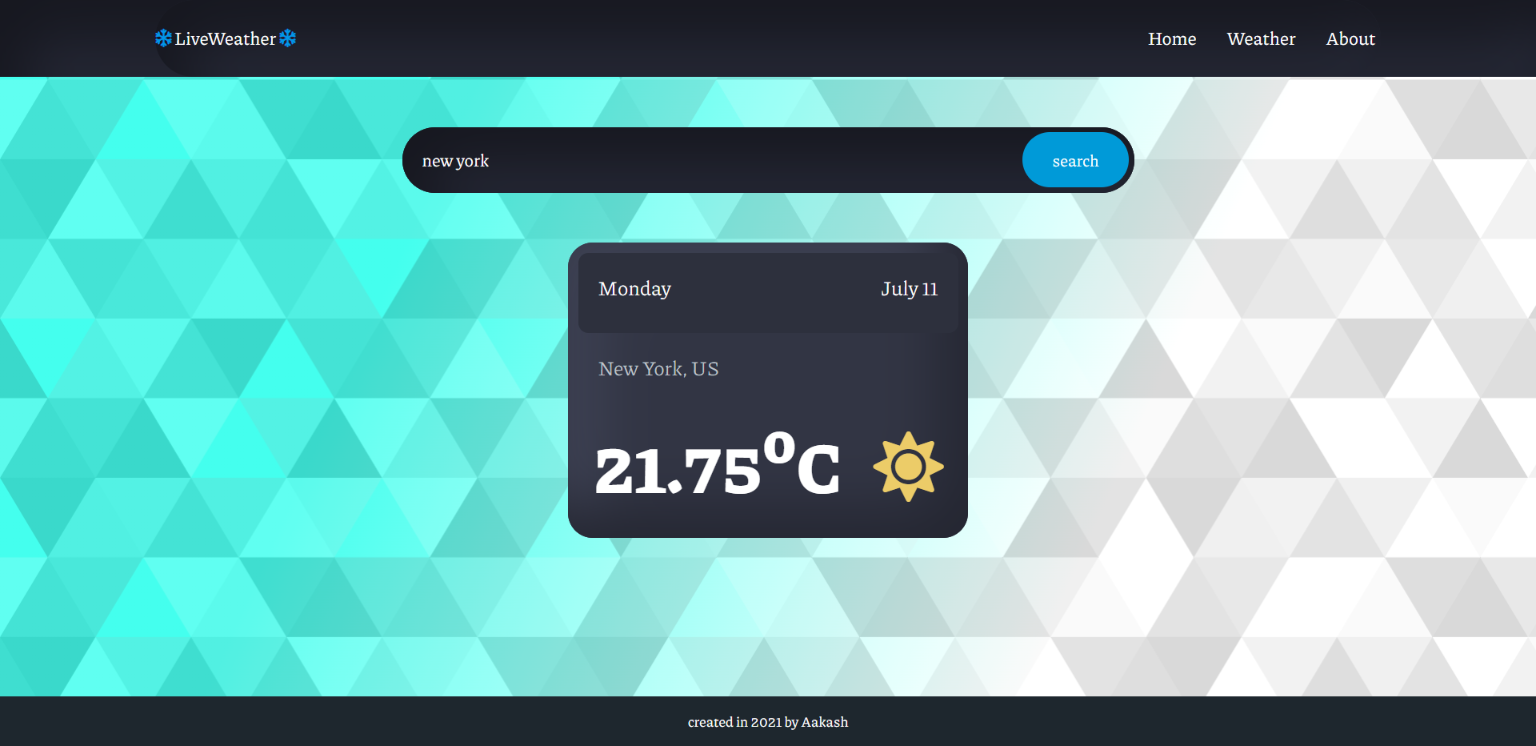 ❄LiveWeather❄
Home Weather About
new york
search
Monday July 11
New York, US
21.75⁰C
created in 2021 by Aakash